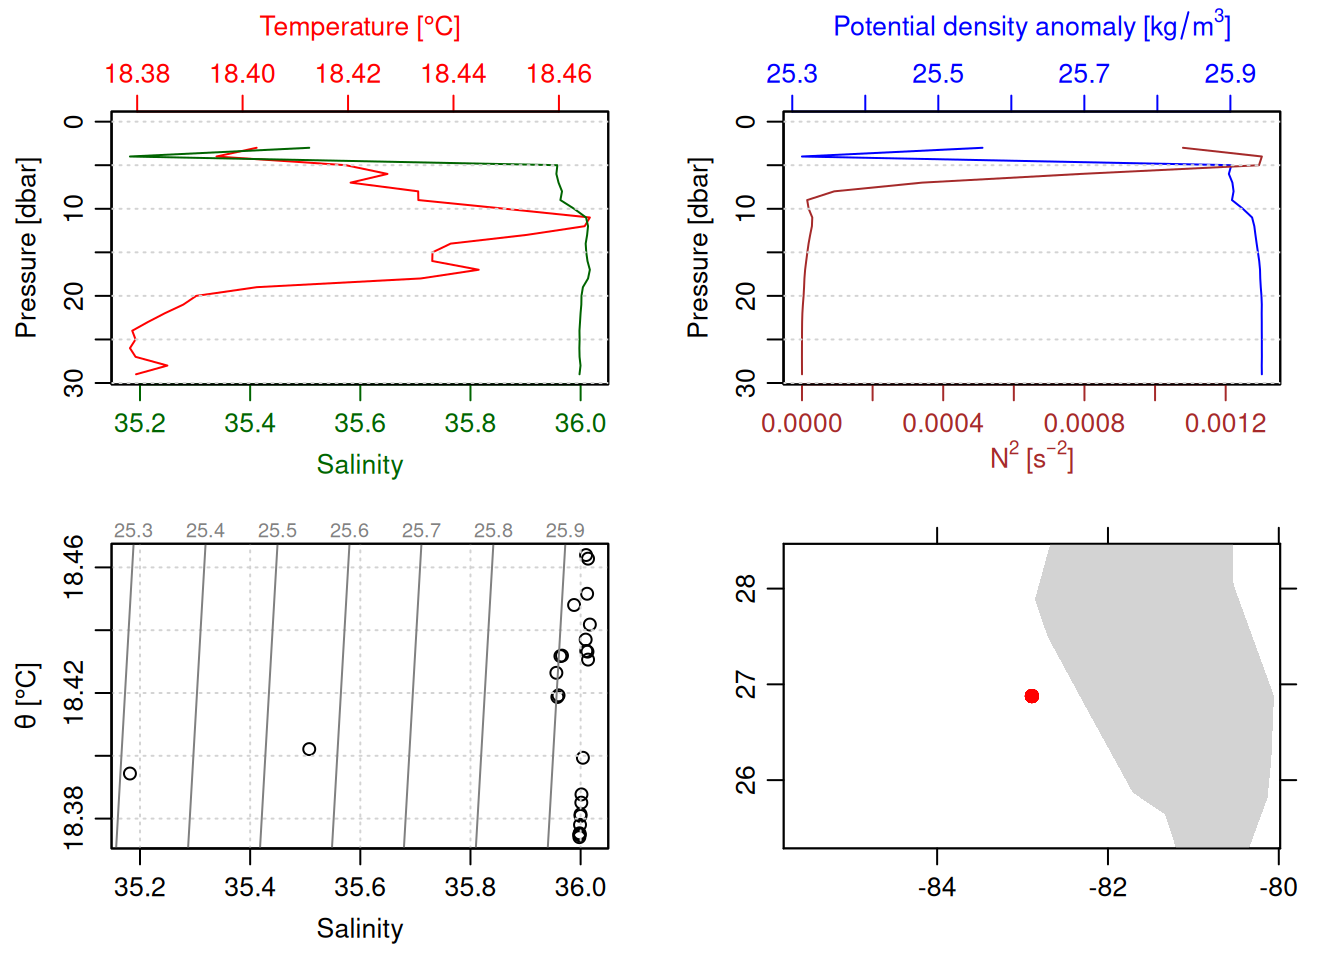 Temperature [°C]
18.38 18.40 18.42 18.44 18.46
Pressure [dbar]
0 10 20 30
35.2 35.4 35.6 35.8 36.0
Salinity
Potential density anomaly [kg/m³]
25.3 25.5 25.7 25.9
Pressure [dbar]
0 10 20 30
0.0000 0.0004 0.0008 0.0012
N² [s⁻²]
25.3 25.4 25.5 25.6 25.7 25.8 25.9
θ [°C]
18.46 18.42 18.38
35.2 35.4 35.6 35.8 36.0
Salinity
28 27 26
-84 -82 -80